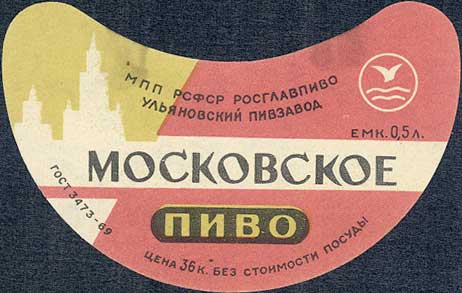 МПП РСФСР РОСГЛАВПИВО
УЛЬЯНОВСКИЙ ПИВЗАВОД
ЕМК. 0,5 Л.
МОСКОВСКОЕ
ГОСТ 3473-69
ПИВО
ЦЕНА 36 К. БЕЗ СТОИМОСТИ ПОСУДЫ